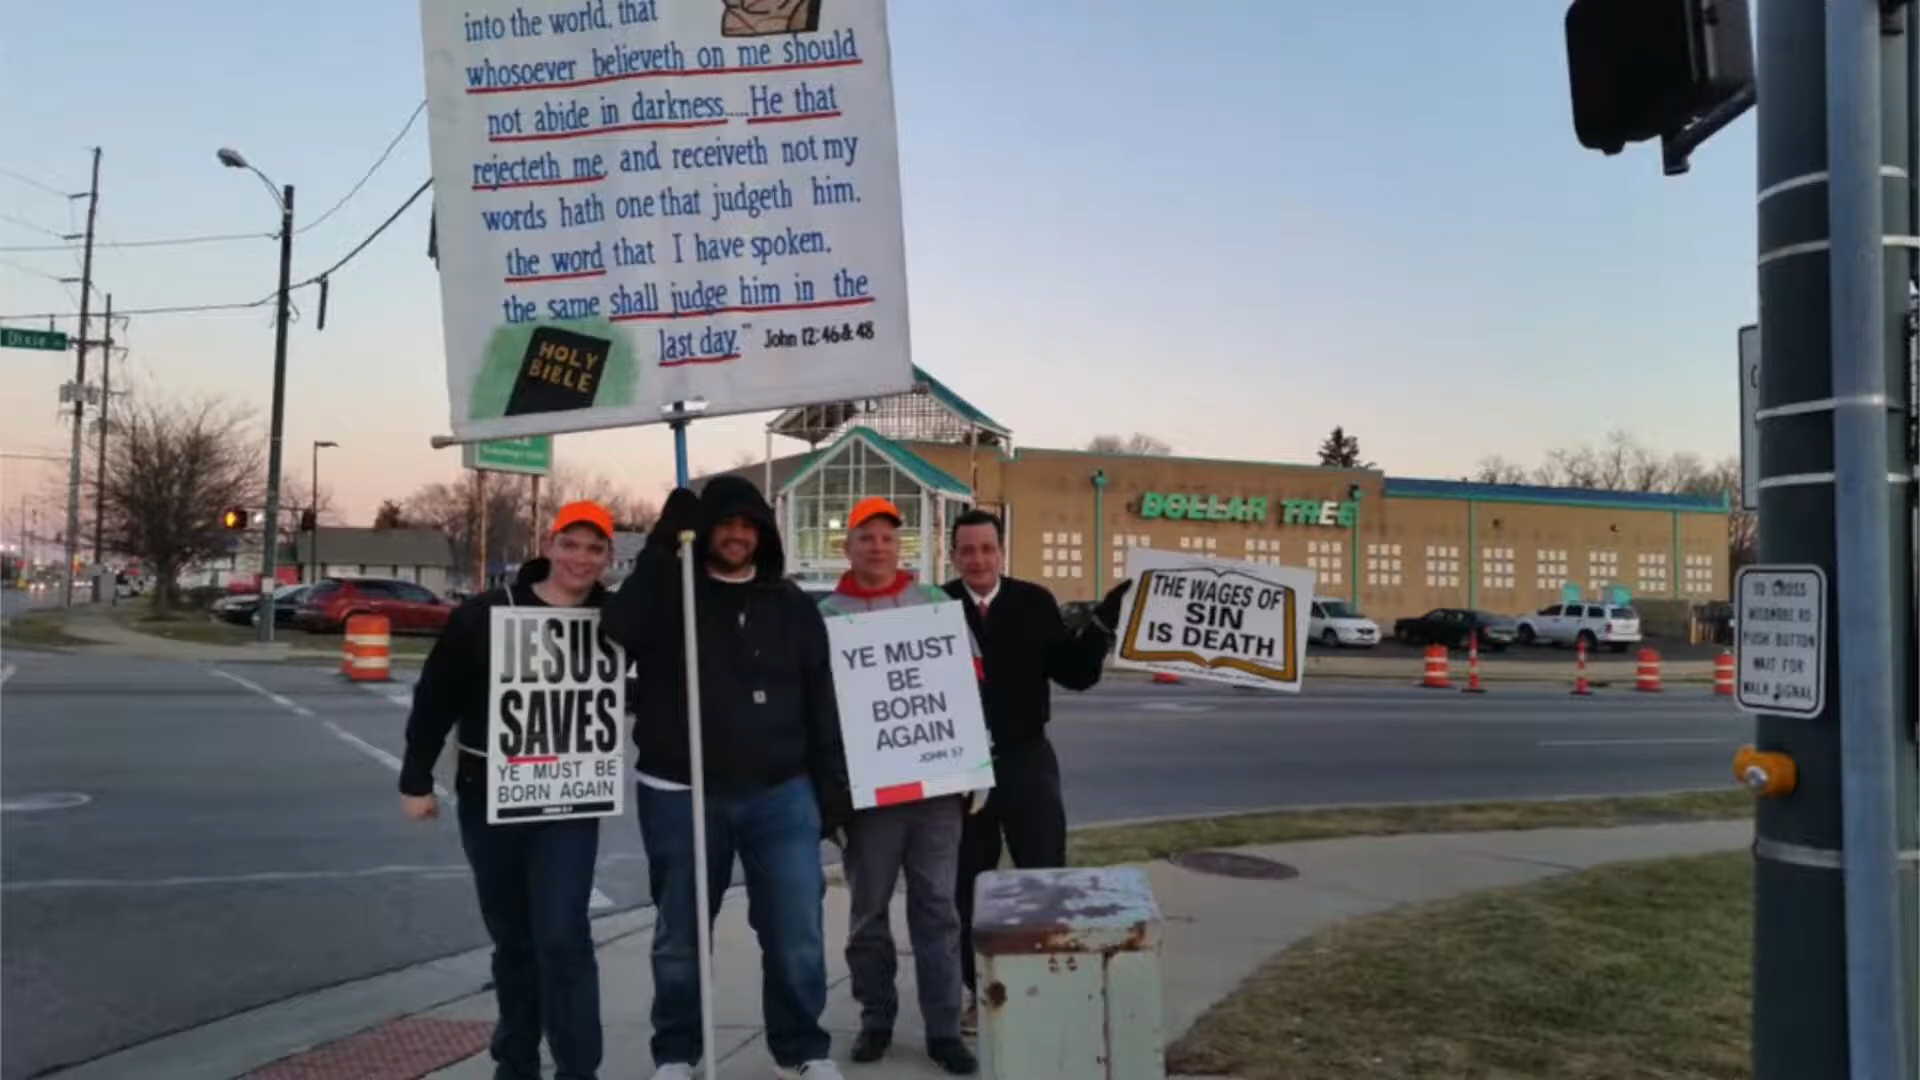 into the world, that
whosoever believeth on me should
not abide in darkness....He that
rejecteth me, and receiveth not my
words hath one that judgeth him,
the word that I have spoken,
the same shall judge him in the
last day." John 12:46&48
HOLY
BIBLE
Dixie
DOLLAR TREE
JESUS
SAVES
YE MUST BE
BORN AGAIN
YE MUST
BE
BORN
AGAIN
JOHN 3:7
THE WAGES OF
SIN
IS DEATH
TO CROSS
PUSH BUTTON
WAIT FOR
WALK SIGNAL